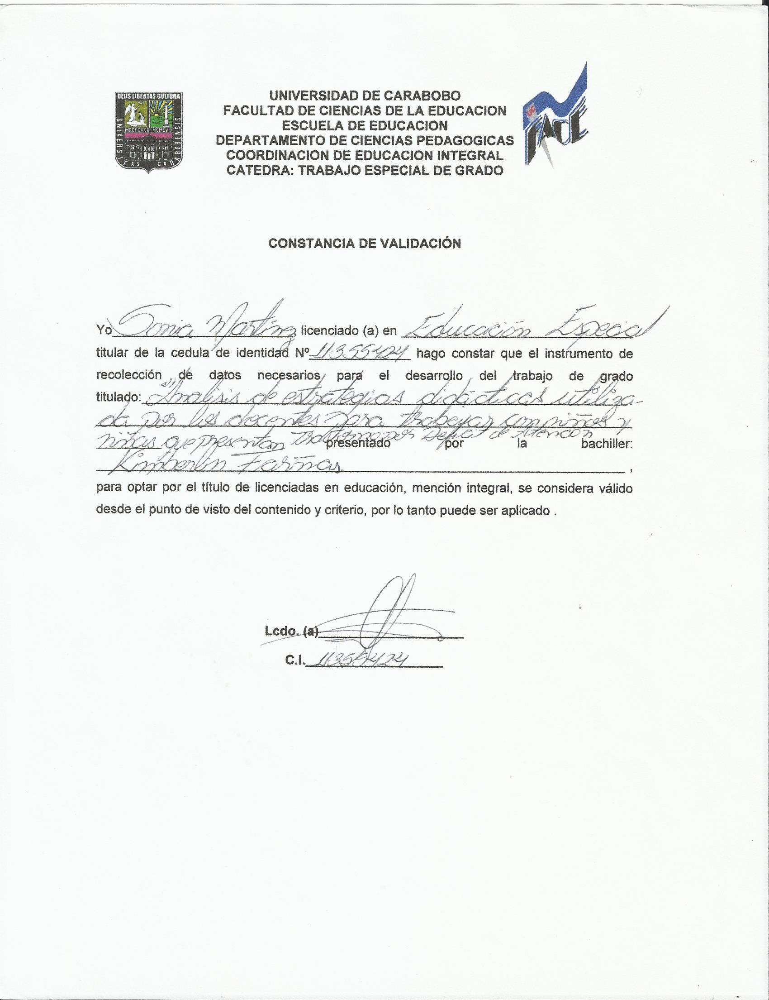 DEUS LIBERTAS CULTURA
MDCCCXCII MCMLVIII
UNIVERSITAS CARABOBENSIS
UNIVERSIDAD DE CARABOBO
FACULTAD DE CIENCIAS DE LA EDUCACION
ESCUELA DE EDUCACION
DEPARTAMENTO DE CIENCIAS PEDAGOGICAS
COORDINACION DE EDUCACION INTEGRAL
CATEDRA: TRABAJO ESPECIAL DE GRADO
UC
FACE
CONSTANCIA DE VALIDACIÓN
Yo Sonia Martínez, licenciado (a) en Educación Especial
titular de la cedula de identidad Nº 11355424 hago constar que el instrumento de
recolección de datos necesarios para el desarrollo del trabajo de grado
titulado: "Analisis de estrategias didácticas utiliza-
da por los docentes para trabajar con niños y
niñas que presentan Trastorno por Deficit de Atención presentado por la bachiller:
Kimberlin Fariñas,
para optar por el título de licenciadas en educación, mención integral, se considera válido
desde el punto de visto del contenido y criterio, por lo tanto puede ser aplicado .
Lcdo. (a)
C.I. 11355424